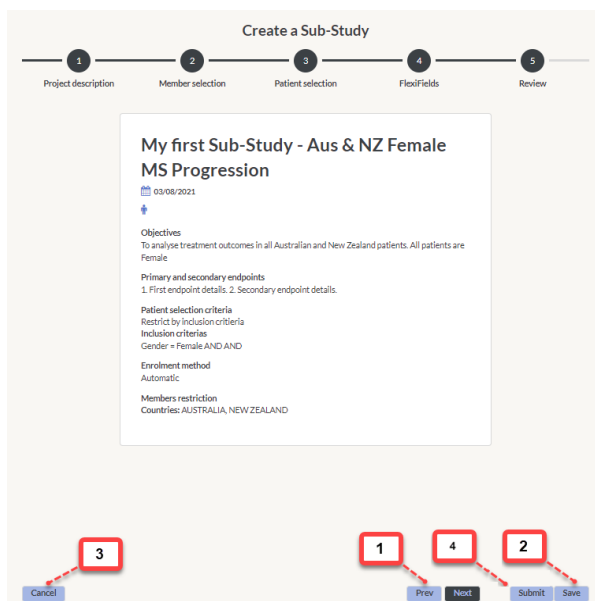 Create a Sub-Study
1 2 3 4 5
Project description Member selection Patient selection FlexiFields Review
My first Sub-Study - Aus & NZ Female
MS Progression
03/08/2021
Objectives
To analyse treatment outcomes in all Australian and New Zealand patients. All patients are
Female
Primary and secondary endpoints
1. First endpoint details. 2. Secondary endpoint details.
Patient selection criteria
Restrict by inclusion critleria
Inclusion criterias
Gender = Female AND AND
Enrolment method
Automatic
Members restriction
Countries: AUSTRALIA, NEW ZEALAND
3 1 4 2
Cancel Prev Next Submit Save